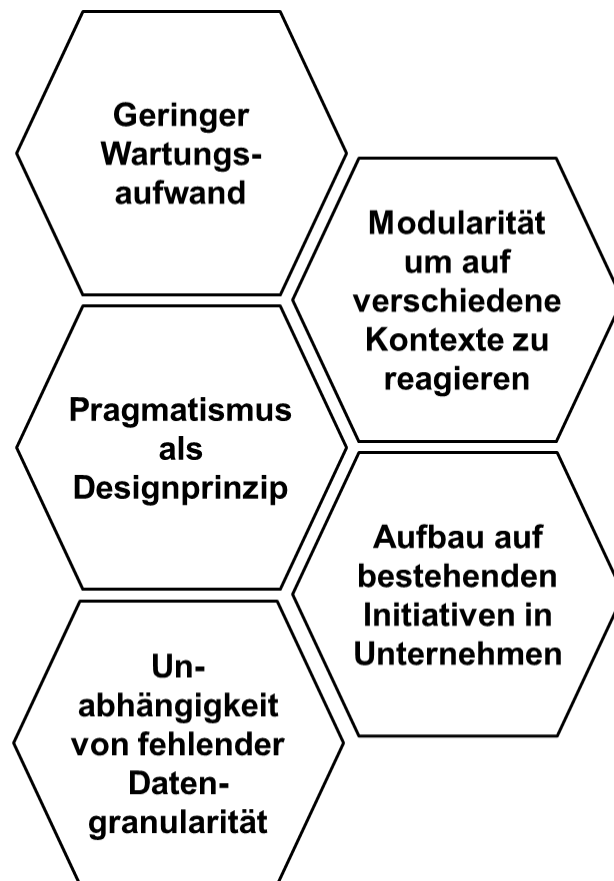 Geringer
Wartungs-
aufwand
Modularität
um auf
verschiedene
Kontexte zu
reagieren
Pragmatismus
als
Designprinzip
Aufbau auf
bestehenden
Initiativen in
Unternehmen
Un-
abhängigkeit
von fehlender
Daten-
granularität